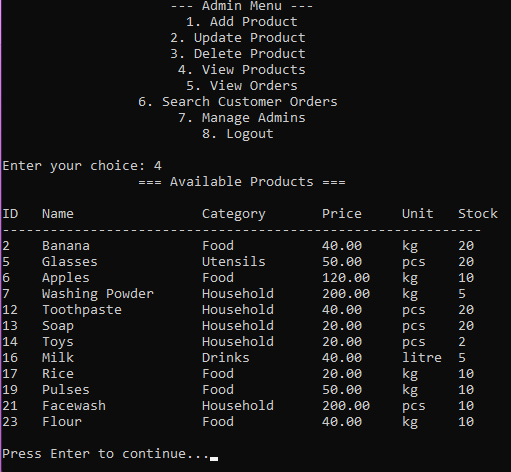 --- Admin Menu ---
1. Add Product
2. Update Product
3. Delete Product
4. View Products
5. View Orders
6. Search Customer Orders
7. Manage Admins
8. Logout
Enter your choice: 4
=== Available Products ===
ID Name Category Price Unit Stock
------------------------------------------------------------
2 Banana Food 40.00 kg 20
5 Glasses Utensils 50.00 pcs 20
6 Apples Food 120.00 kg 10
7 Washing Powder Household 200.00 kg 5
12 Toothpaste Household 40.00 pcs 20
13 Soap Household 20.00 pcs 20
14 Toys Household 20.00 pcs 2
16 Milk Drinks 40.00 litre 5
17 Rice Food 20.00 kg 10
19 Pulses Food 50.00 kg 10
21 Facewash Household 200.00 pcs 10
23 Flour Food 40.00 kg 10
Press Enter to continue...